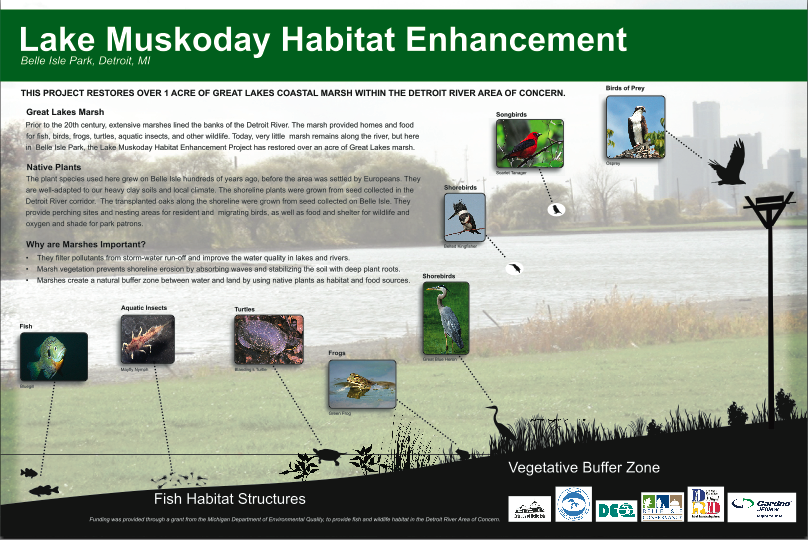 Lake Muskoday Habitat Enhancement
Belle Isle Park, Detroit, MI
THIS PROJECT RESTORES OVER 1 ACRE OF GREAT LAKES COASTAL MARSH WITHIN THE DETROIT RIVER AREA OF CONCERN.
Great Lakes Marsh
Prior to the 20th century, extensive marshes lined the banks of the Detroit River. The marsh provided homes and food
for fish, birds, frogs, turtles, aquatic insects, and other wildlife. Today, very little marsh remains along the river, but here
in Belle Isle Park, the Lake Muskoday Habitat Enhancement Project has restored over an acre of Great Lakes marsh.
Native Plants
The plant species used here grew on Belle Isle hundreds of years ago, before the area was settled by Europeans. They
are well-adapted to our heavy clay soils and local climate. The shoreline plants were grown from seed collected in the
Detroit River corridor. The transplanted oaks along the shoreline were grown from seed collected on Belle Isle. They
provide perching sites and nesting areas for resident and migrating birds, as well as food and shelter for wildlife and
oxygen and shade for park patrons.
Why are Marshes Important?
• They filter pollutants from storm-water run-off and improve the water quality in lakes and rivers.
• Marsh vegetation prevents shoreline erosion by absorbing waves and stabilizing the soil with deep plant roots.
• Marshes create a natural buffer zone between water and land by using native plants as habitat and food sources.
Birds of Prey
Osprey
Songbirds
Scarlet Tanager
Shorebirds
Belted Kingfisher
Shorebirds
Great Blue Heron
Fish
Bluegill
Aquatic Insects
Mayfly Nymph
Turtles
Blanding's Turtle
Frogs
Green Frog
Vegetative Buffer Zone
Fish Habitat Structures
Funding was provided through a grant from the Michigan Department of Environmental Quality, to provide fish and wildlife habitat in the Detroit River Area of Concern.
DEQ
BELLE ISLE
CONSERVANCY
Cardno
JFNew